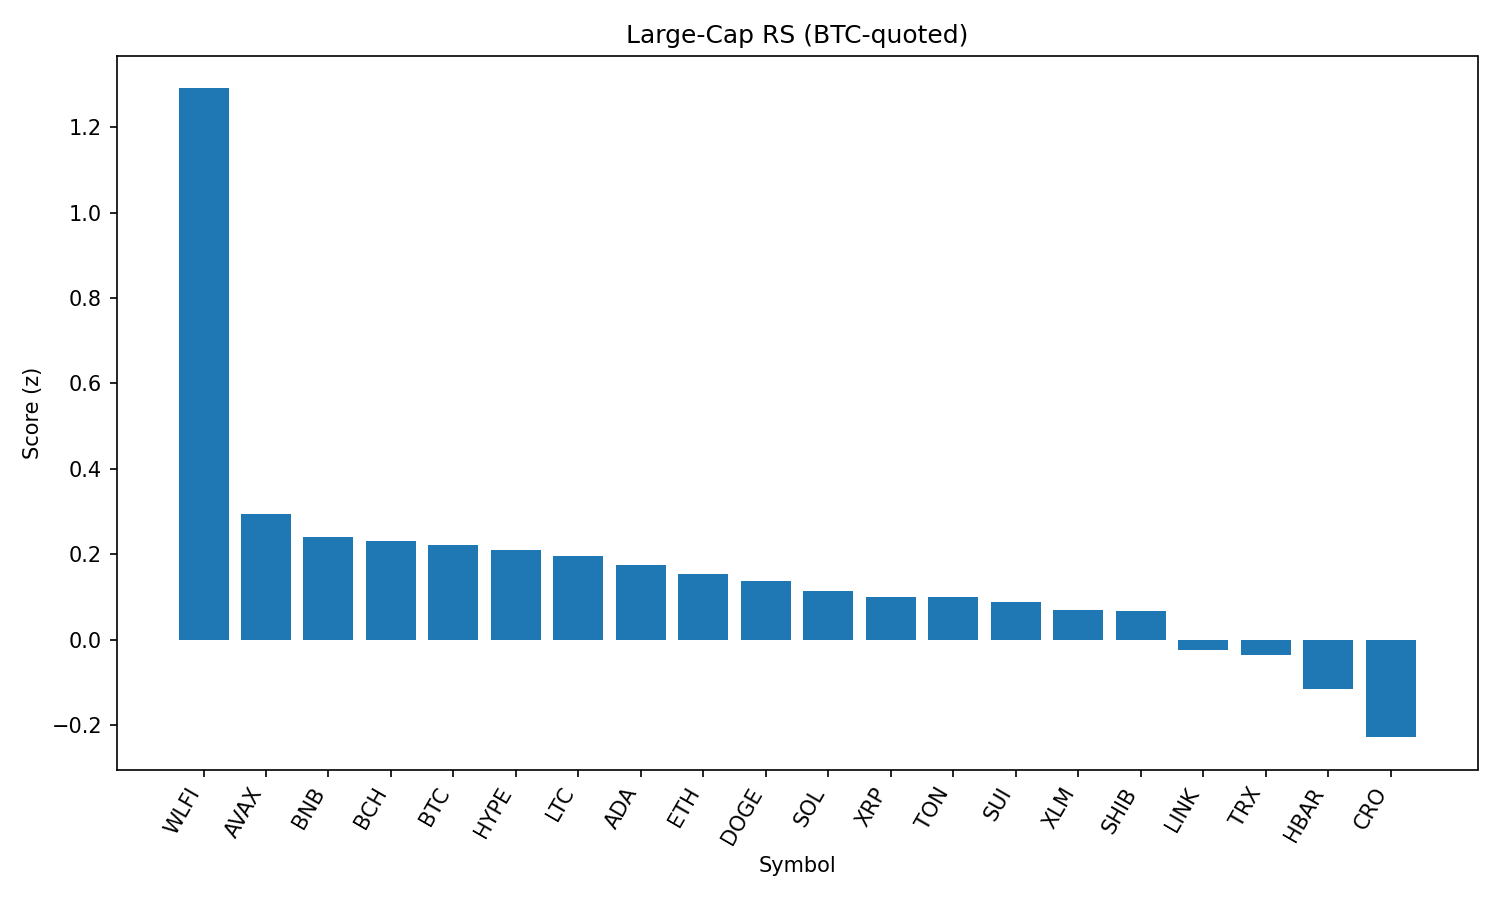 Large-Cap RS (BTC-quoted)
Score (z)
1.2
1.0
0.8
0.6
0.4
0.2
0.0
−0.2
WLFI
AVAX
BNB
BCH
BTC
HYPE
LTC
ADA
ETH
DOGE
SOL
XRP
TON
SUI
XLM
SHIB
LINK
TRX
HBAR
CRO
Symbol